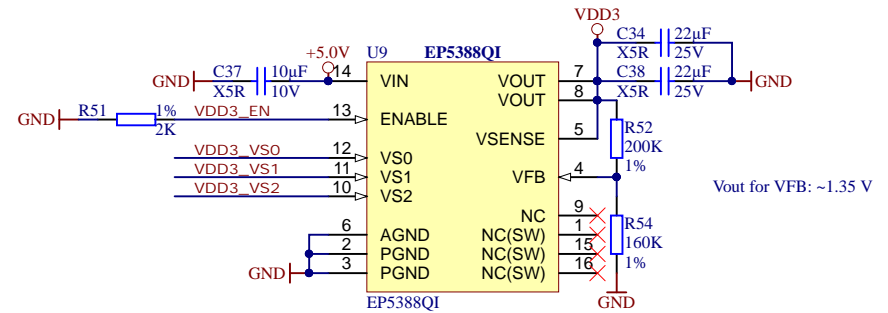 VDD3
+5.0V U9 EP5388QI C34 22µF
X5R 25V
C37 10µF 14 VIN VOUT 7 C38 22µF
GND X5R 10V VOUT 8 X5R 25V GND
R51 1% VDD3_EN 13 ENABLE
GND 2K
VSENSE 5 R52
200K
1%
VDD3_VS0 12 VS0
VDD3_VS1 11 VS1 VFB 4
VDD3_VS2 10 VS2
Vout for VFB: ~1.35 V
NC 9
6 AGND NC(SW) 1 R54
2 PGND NC(SW) 15 160K
GND 3 PGND NC(SW) 16 1%
EP5388QI GND